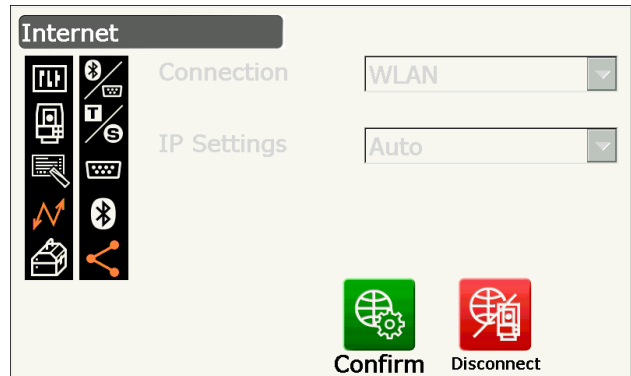 Internet
Connection
WLAN
IP Settings
Auto
T
S
Confirm
Disconnect